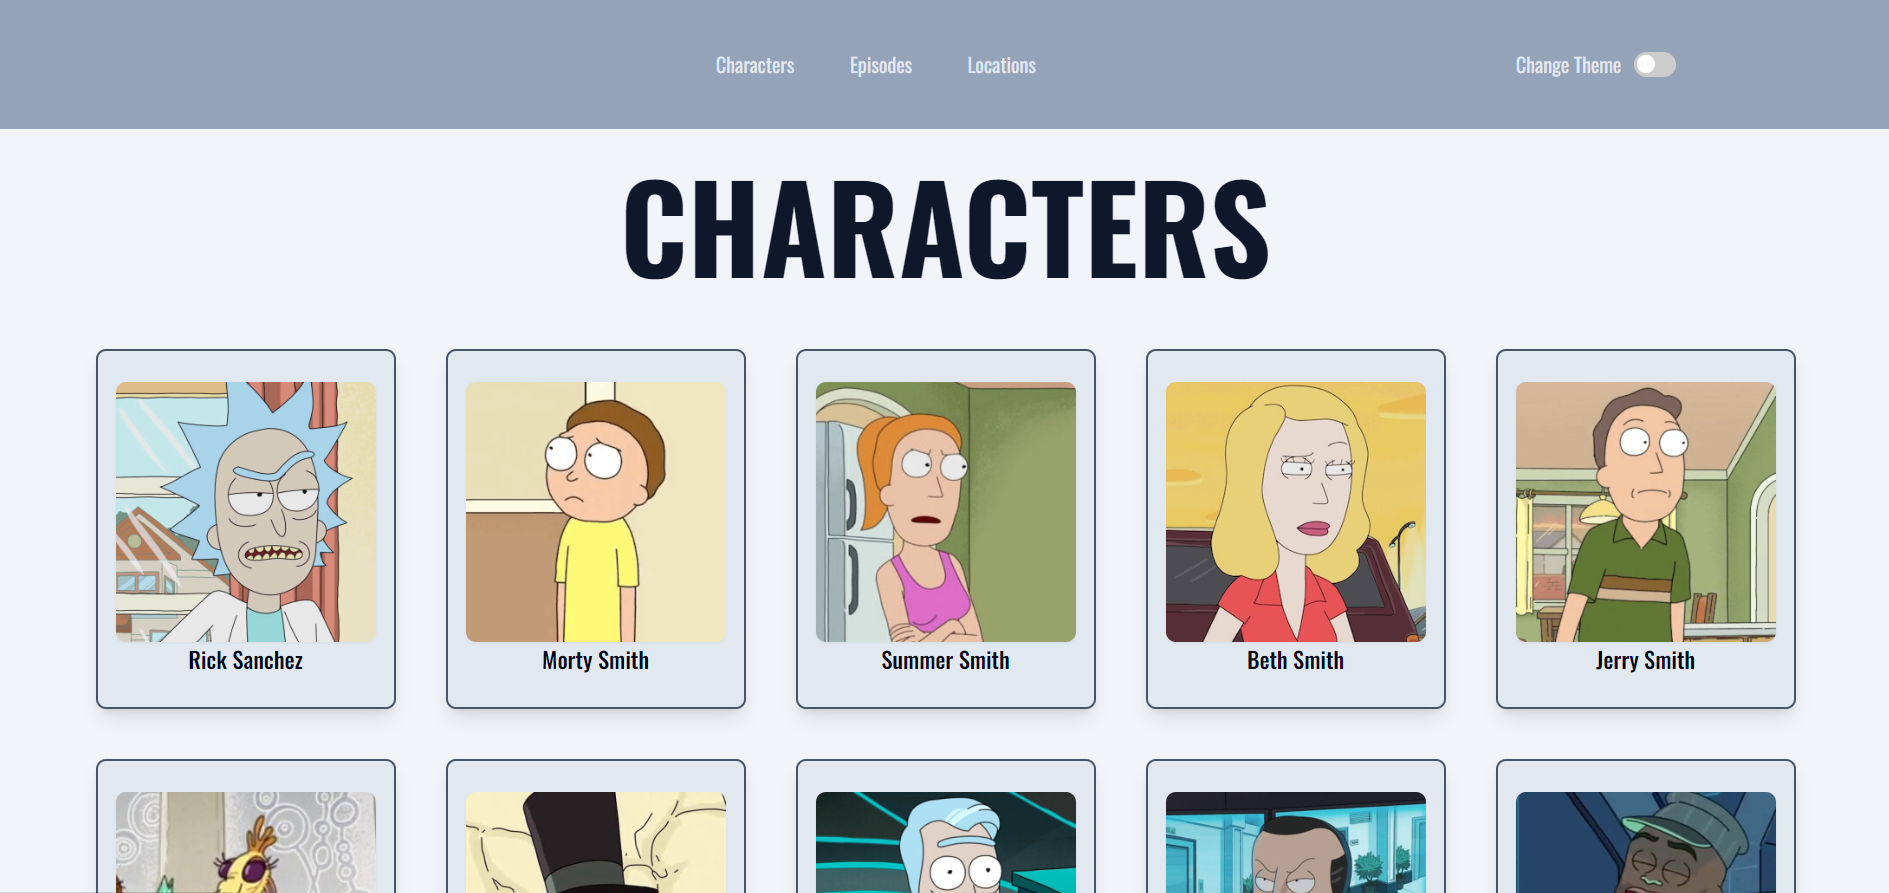 Characters Episodes Locations Change Theme
CHARACTERS
Rick Sanchez Morty Smith Summer Smith Beth Smith Jerry Smith